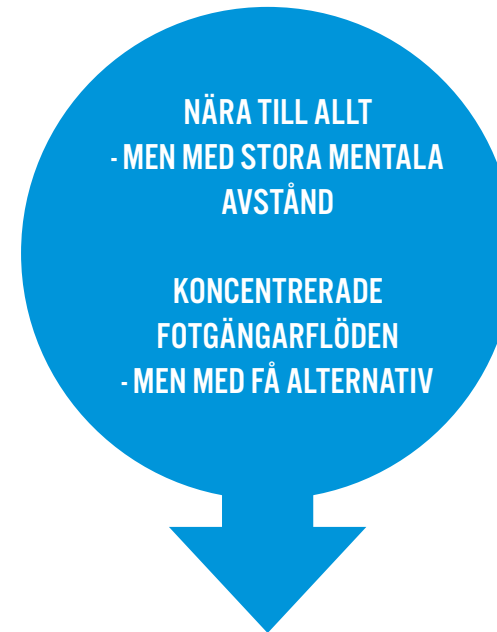 NÄRA TILL ALLT
- MEN MED STORA MENTALA
AVSTÅND
KONCENTRERADE
FOTGÄNGARFLÖDEN
- MEN MED FÅ ALTERNATIV